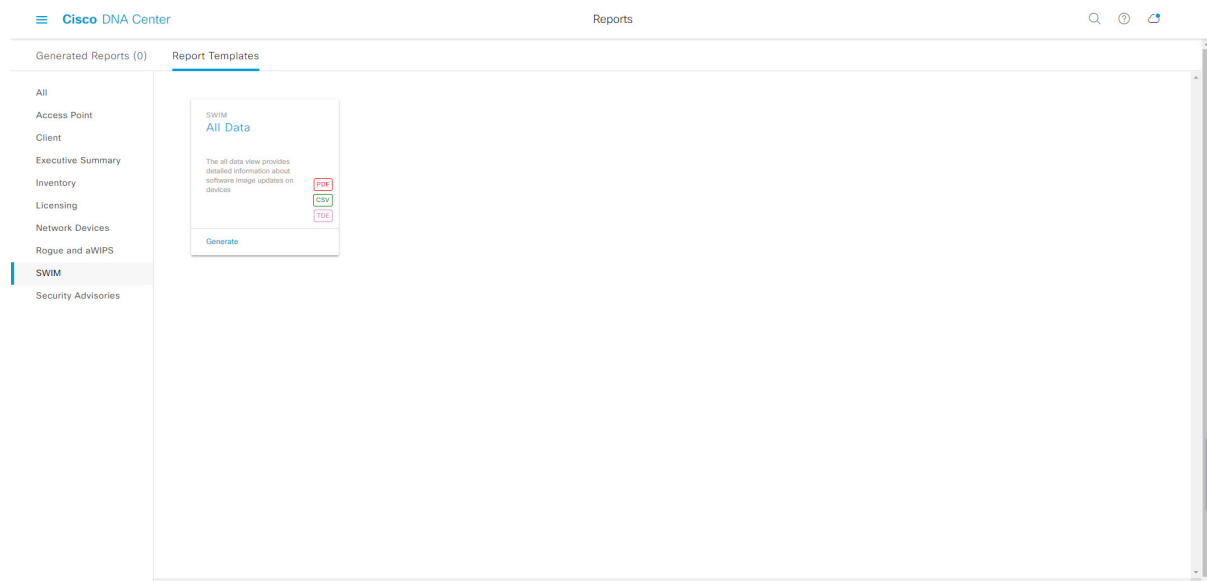 Cisco DNA Center
Reports
Generated Reports (0)
Report Templates
All
Access Point
Client
Executive Summary
Inventory
Licensing
Network Devices
Rogue and aWIPS
SWIM
Security Advisories
SWIM
All Data
The all data view provides
detailed information about
software image updates on
devices
PDF
CSV
TDE
Generate